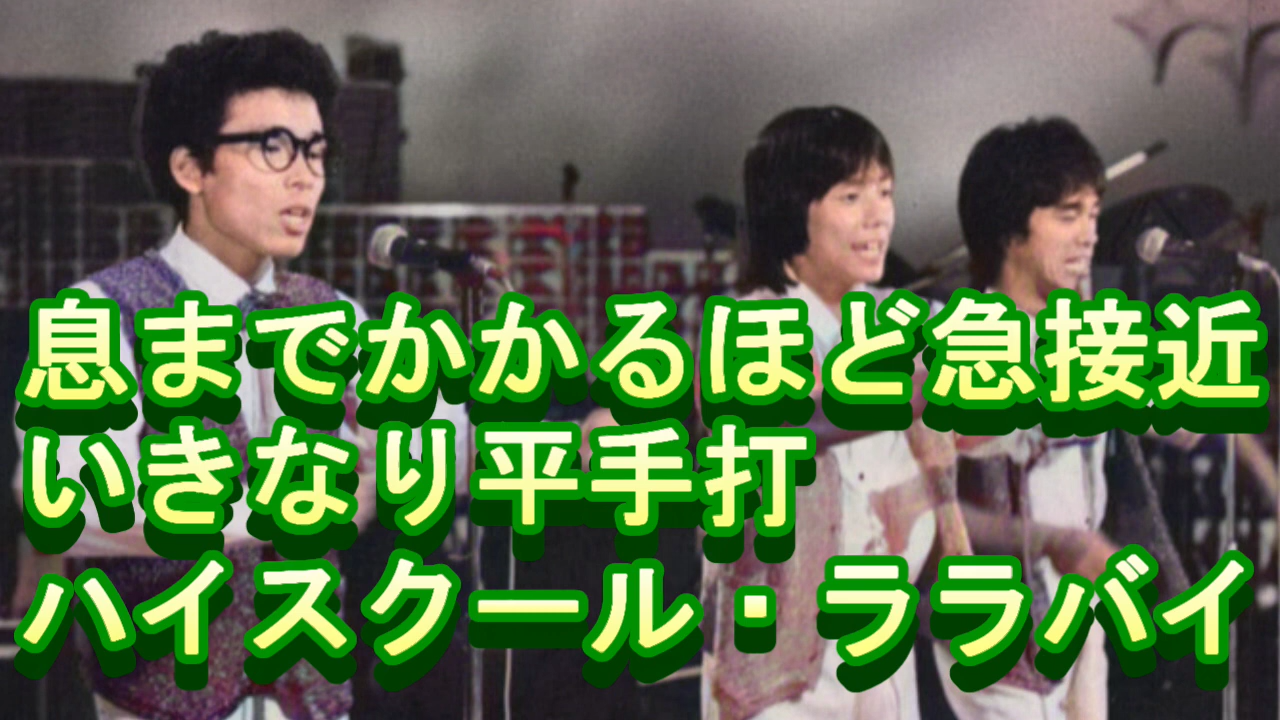 息までかかるほど急接近
いきなり平手打
ハイスクール・ララバイ